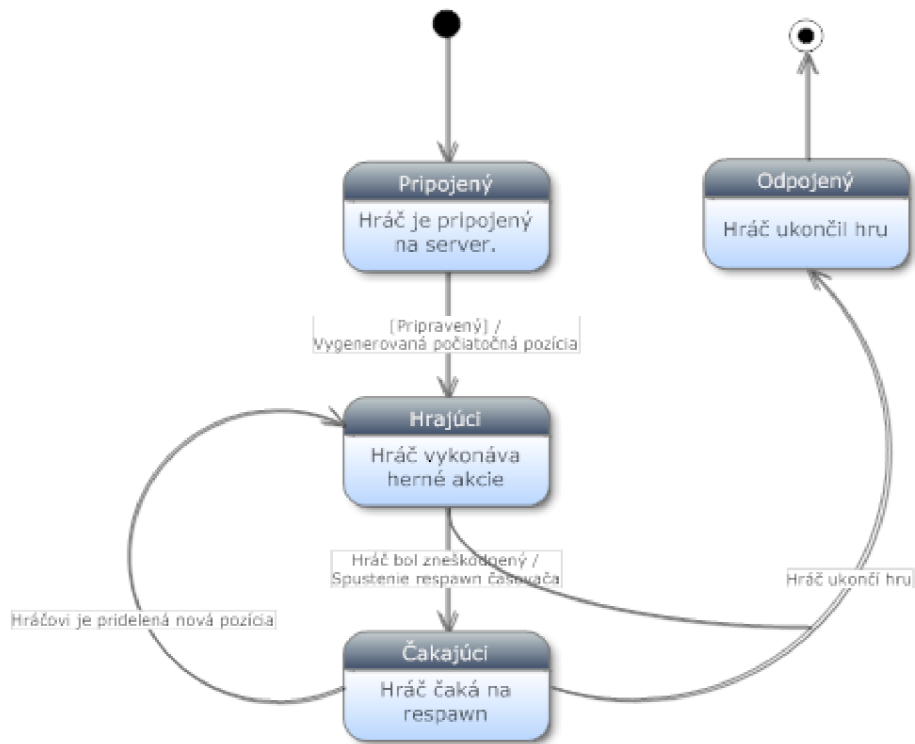 Pripojený
Hráč je pripojený
na server.
Odpojený
Hráč ukončil hru
[Pripravený] /
Vygenerovaná počiatočná pozícia
Hrajúci
Hráč vykonáva
herné akcie
Hráč bol zneškodnený /
Spustenie respawn časovača
Hráč ukončí hru
Hráčovi je pridelená nová pozícia
Čakajúci
Hráč čaká na
respawn